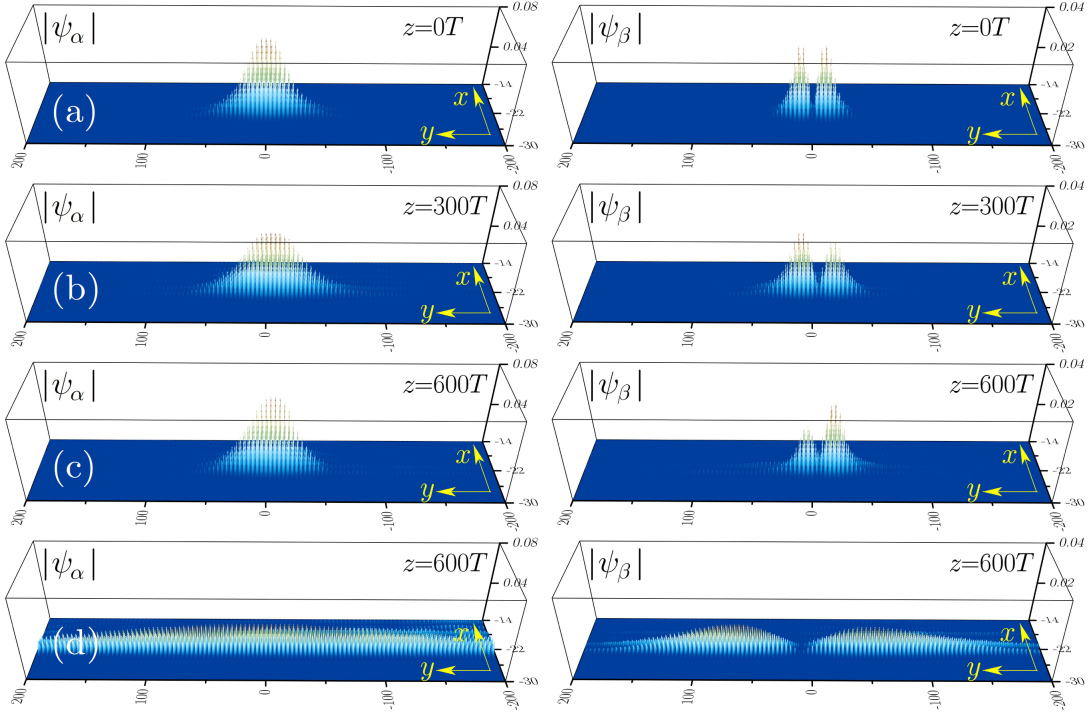 |ψα| z=0T 0.08 0.04 -14 -22 -30 x y (a) 200 100 0 -100 -200
|ψβ| z=0T 0.04 0.02 -14 -22 -30 x y 200 100 0 -100 -200
|ψα| z=300T 0.08 0.04 -14 -22 -30 x y (b) 200 100 0 -100 -200
|ψβ| z=300T 0.04 0.02 -14 -22 -30 x y 200 100 0 -100 -200
|ψα| z=600T 0.08 0.04 -14 -22 -30 x y (c) 200 100 0 -100 -200
|ψβ| z=600T 0.04 0.02 -14 -22 -30 x y 200 100 0 -100 -200
|ψα| z=600T 0.08 0.04 -14 -22 -30 x y (d) 200 100 0 -100 -200
|ψβ| z=600T 0.04 0.02 -14 -22 -30 x y 200 100 0 -100 -200